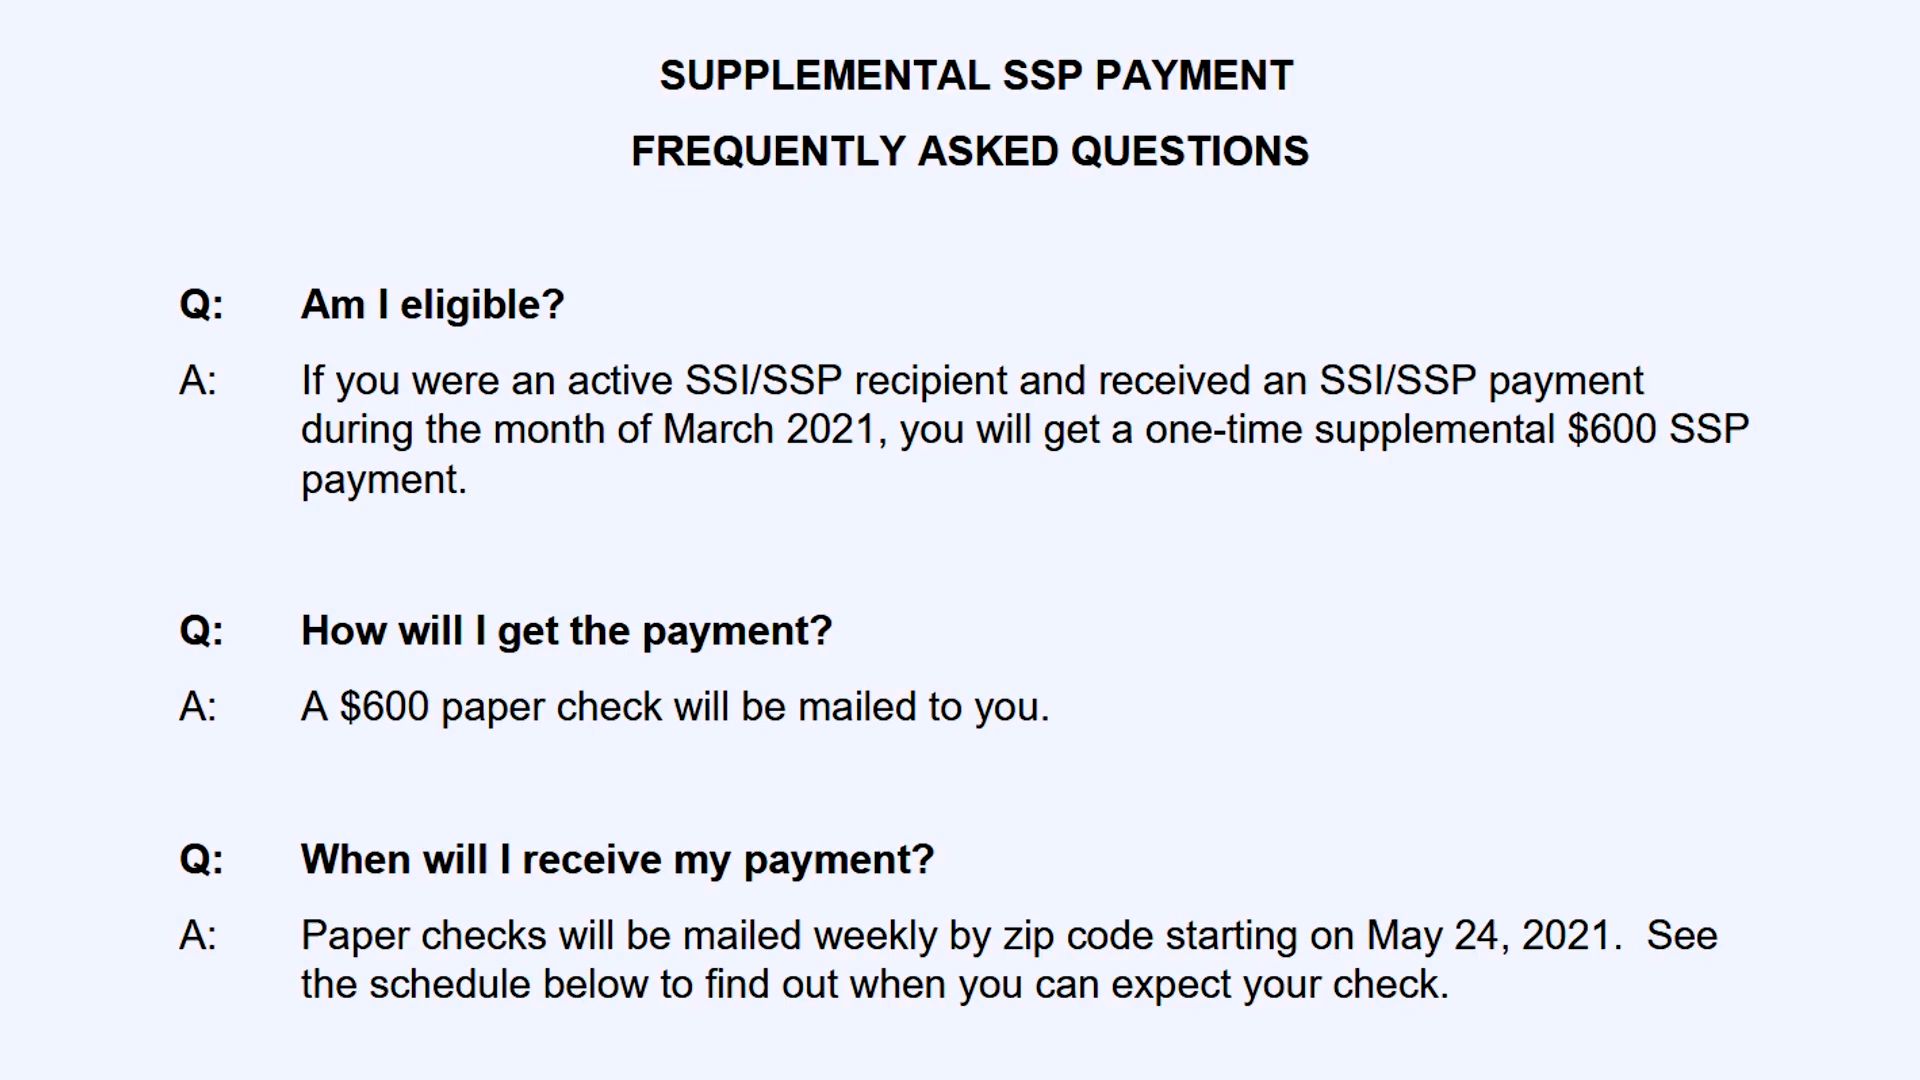 SUPPLEMENTAL SSP PAYMENT
FREQUENTLY ASKED QUESTIONS
Q: Am I eligible?
A: If you were an active SSI/SSP recipient and received an SSI/SSP payment
during the month of March 2021, you will get a one-time supplemental $600 SSP
payment.
Q: How will I get the payment?
A: A $600 paper check will be mailed to you.
Q: When will I receive my payment?
A: Paper checks will be mailed weekly by zip code starting on May 24, 2021.  See
the schedule below to find out when you can expect your check.